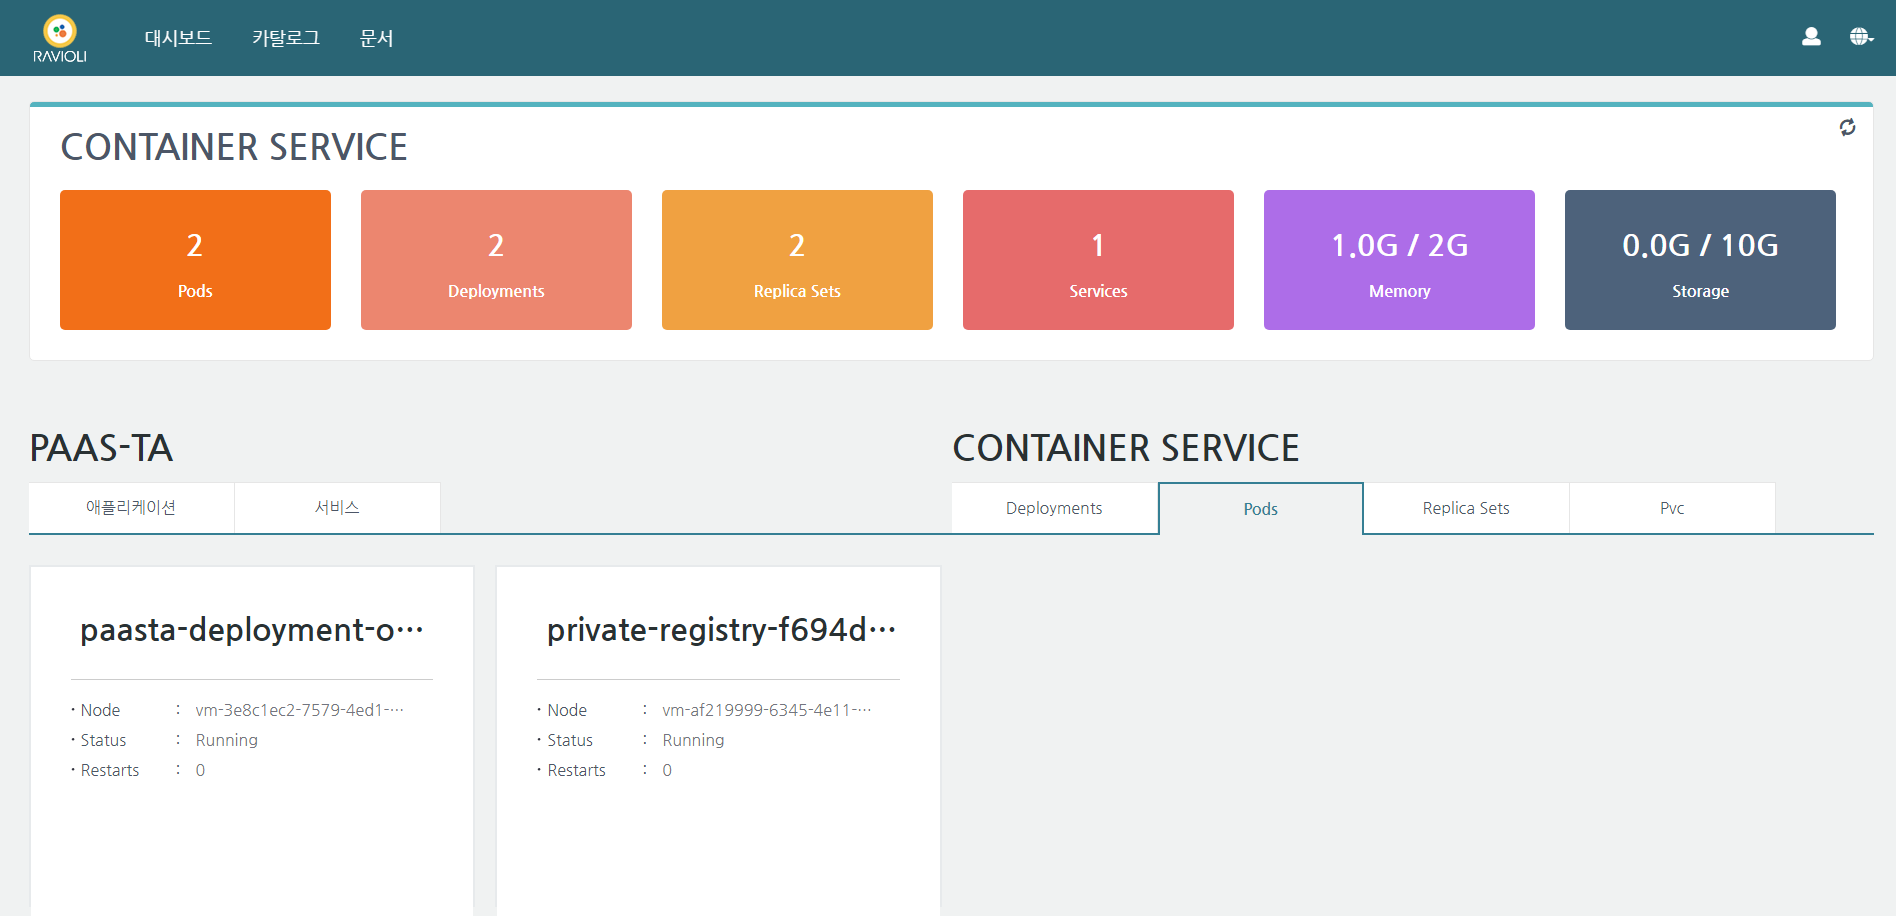 RAVIOLI
대시보드 카탈로그 문서
CONTAINER SERVICE
2
Pods
2
Deployments
2
Replica Sets
1
Services
1.0G / 2G
Memory
0.0G / 10G
Storage
PAAS-TA
애플리케이션 서비스
CONTAINER SERVICE
Deployments Pods Replica Sets Pvc
paasta-deployment-o···
· Node : vm-3e8c1ec2-7579-4ed1-···
· Status : Running
· Restarts : 0
private-registry-f694d···
· Node : vm-af219999-6345-4e11-···
· Status : Running
· Restarts : 0